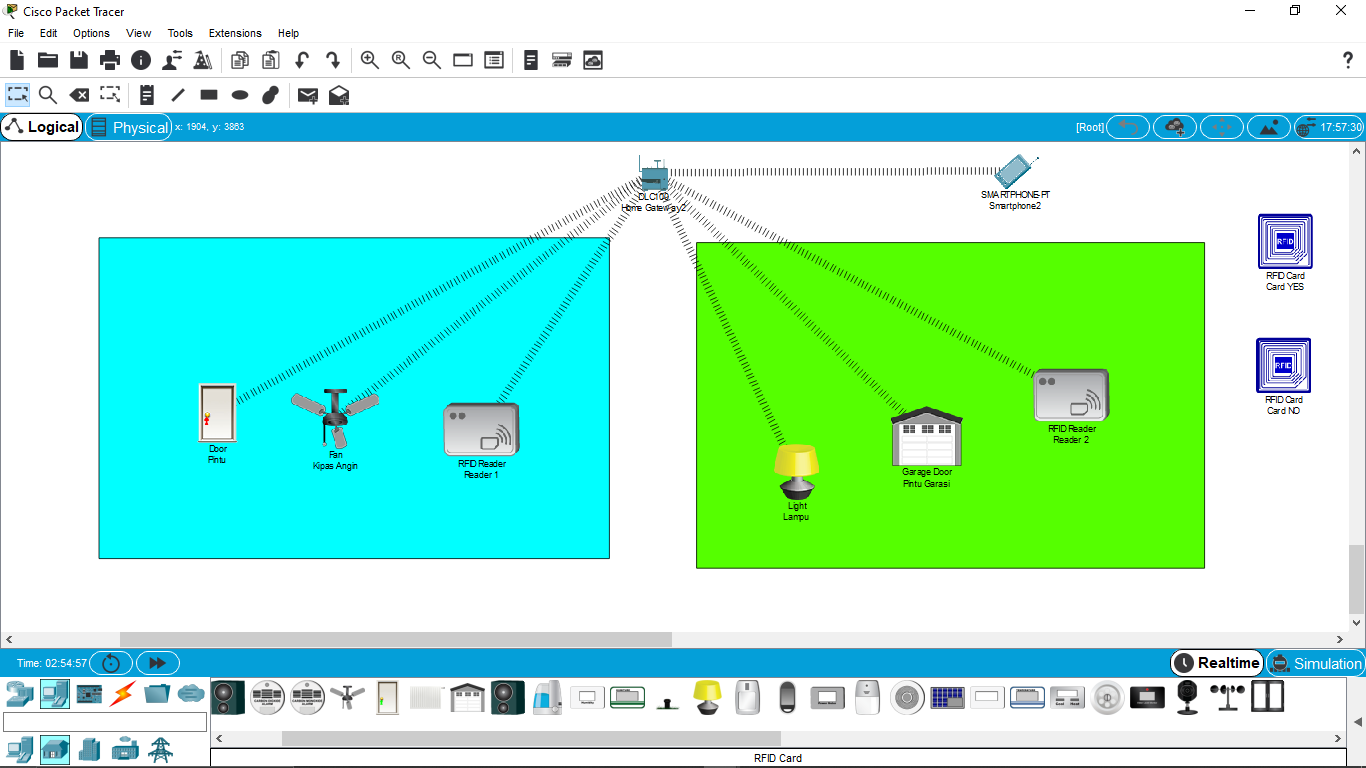 Cisco Packet Tracer
File Edit Options View Tools Extensions Help
R
?
Logical Physical x: 1904, y: 3863 [Root] 17:57:30
DLC100
Home Gateway2
SMARTPHONE-PT
Smartphone2
RFID
RFID Card
Card YES
RFID
RFID Card
Card NO
Door
Pintu
Fan
Kipas Angin
RFID Reader
Reader 1
Light
Lampu
Garage Door
Pintu Garasi
RFID Reader
Reader 2
Time: 02:54:57 Realtime Simulation
RFID Card